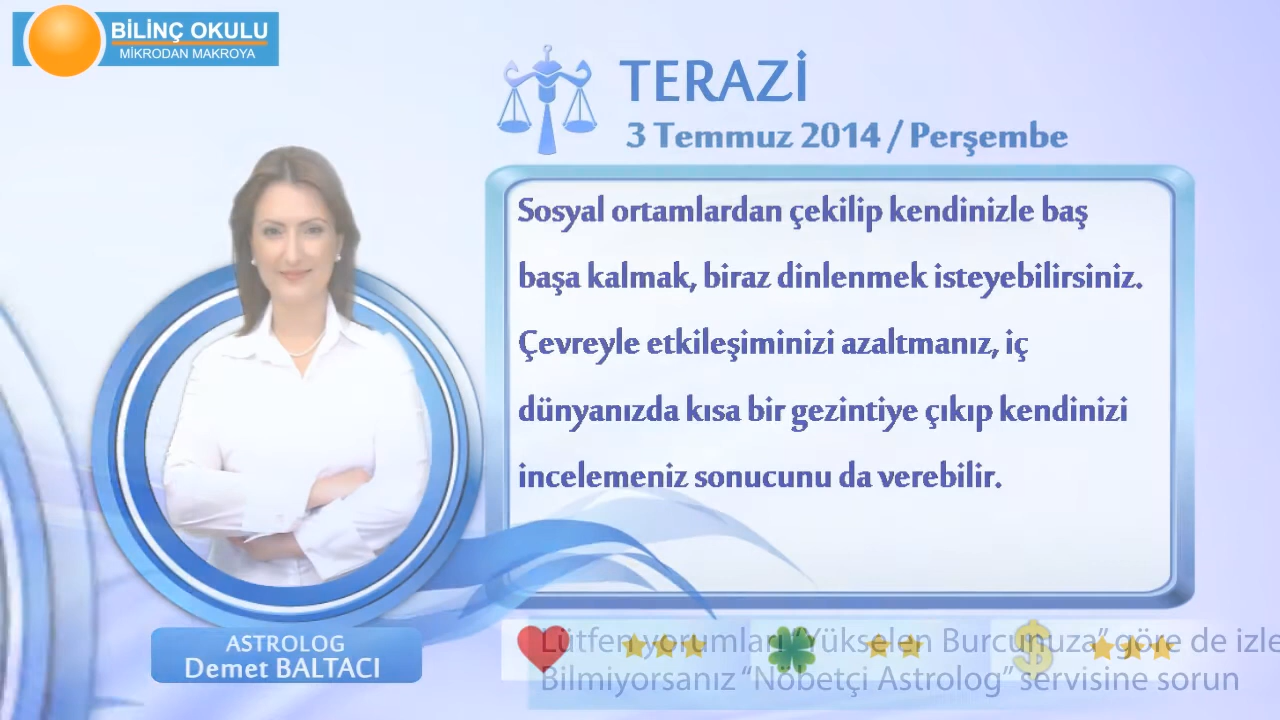 BİLİNÇ OKULU
MİKRODAN MAKROYA
TERAZİ
3 Temmuz 2014 / Perşembe
Sosyal ortamlardan çekilip kendinizle baş
başa kalmak, biraz dinlenmek isteyebilirsiniz.
Çevreyle etkileşiminizi azaltmanız, iç
dünyanızda kısa bir gezintiye çıkıp kendinizi
incelemeniz sonucunu da verebilir.
ASTROLOG
Demet BALTACI
Lütfen yorumları "Yükselen Burcunuza" göre de izle
Bilmiyorsanız "Nöbetçi Astrolog" servisine sorun